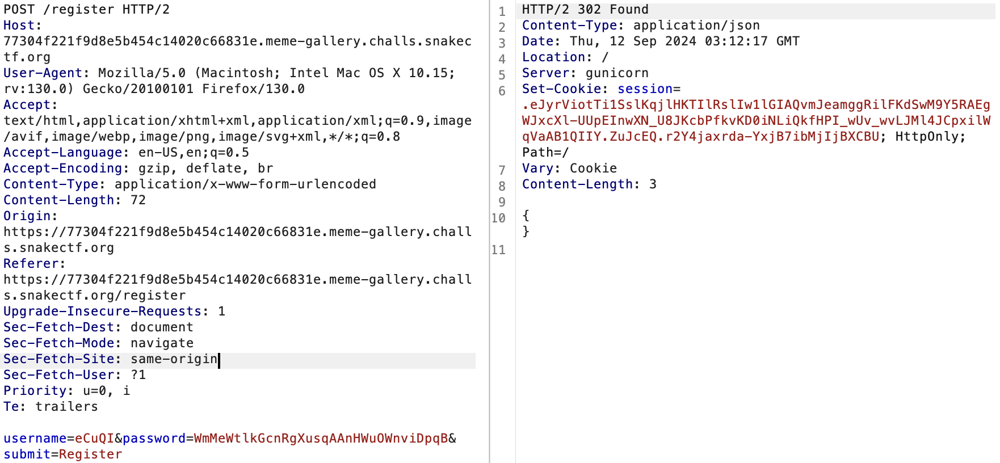 POST /register HTTP/2
Host:
77304f221f9d8e5b454c14020c66831e.meme-gallery.challs.snakec
tf.org
User-Agent: Mozilla/5.0 (Macintosh; Intel Mac OS X 10.15;
rv:130.0) Gecko/20100101 Firefox/130.0
Accept:
text/html,application/xhtml+xml,application/xml;q=0.9,image
/avif,image/webp,image/png,image/svg+xml,*/*;q=0.8
Accept-Language: en-US,en;q=0.5
Accept-Encoding: gzip, deflate, br
Content-Type: application/x-www-form-urlencoded
Content-Length: 72
Origin:
https://77304f221f9d8e5b454c14020c66831e.meme-gallery.chall
s.snakectf.org
Referer:
https://77304f221f9d8e5b454c14020c66831e.meme-gallery.chall
s.snakectf.org/register
Upgrade-Insecure-Requests: 1
Sec-Fetch-Dest: document
Sec-Fetch-Mode: navigate
Sec-Fetch-Site: same-origin
Sec-Fetch-User: ?1
Priority: u=0, i
Te: trailers
username=eCuQI&password=WmMeWtlkGcnRgXusqAAnHWuOWnviDpqB&
submit=Register
1 HTTP/2 302 Found
2 Content-Type: application/json
3 Date: Thu, 12 Sep 2024 03:12:17 GMT
4 Location: /
5 Server: gunicorn
6 Set-Cookie: session=
.eJyrViotTi1SslKqjlHKTIlRslIw1lGIAQvmJeamggRilFKdSwM9Y5RAEg
WJxcXl-UUpEInwXN_U8JKcbPfkvKD0iNLiQkfHPI_wUv_wvLJMl4JCpxilW
qVaAB1QIIY.ZuJcEQ.r2Y4jaxrda-YxjB7ibMjIjBXCBU; HttpOnly;
Path=/
7 Vary: Cookie
8 Content-Length: 3
9
10 {
}
11